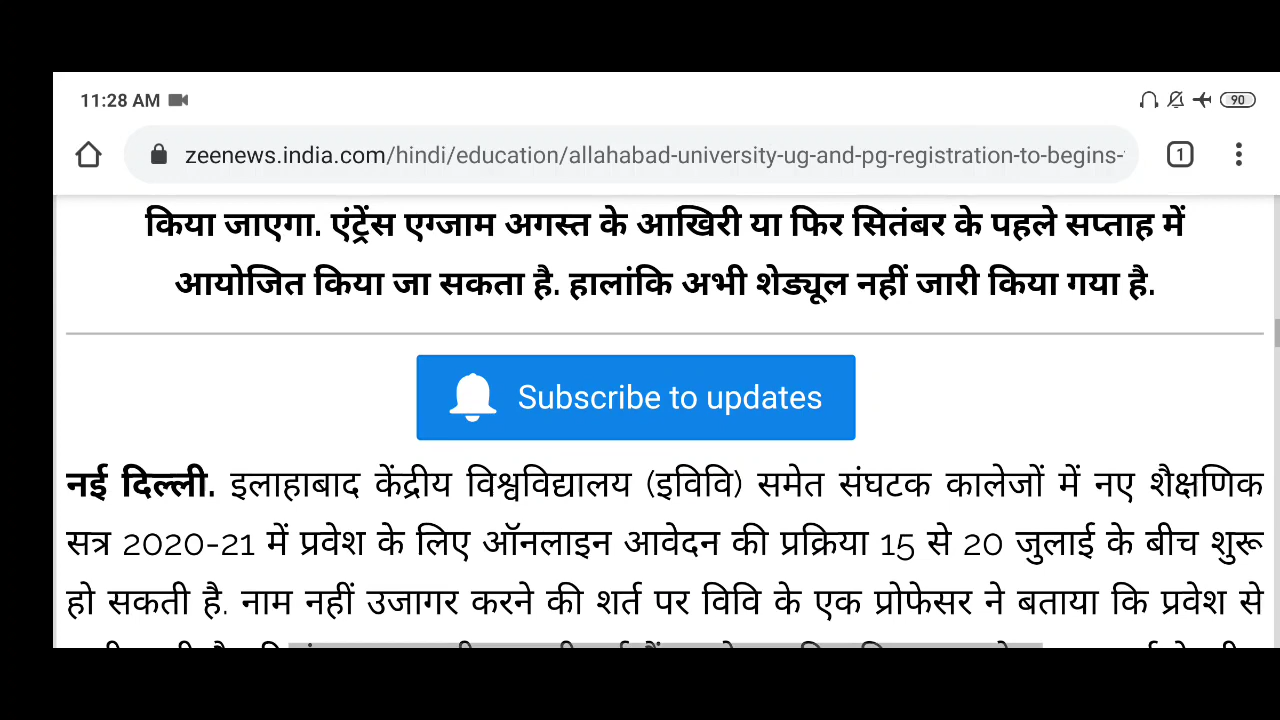 11:28 AM 90
zeenews.india.com/hindi/education/allahabad-university-ug-and-pg-registration-to-begins- 1
किया जाएगा. एंट्रेंस एग्जाम अगस्त के आखिरी या फिर सितंबर के पहले सप्ताह में
आयोजित किया जा सकता है. हालांकि अभी शेड्यूल नहीं जारी किया गया है.
Subscribe to updates
नई दिल्ली. इलाहाबाद केंद्रीय विश्वविद्यालय (इविवि) समेत संघटक कालेजों में नए शैक्षणिक
सत्र 2020-21 में प्रवेश के लिए ऑनलाइन आवेदन की प्रक्रिया 15 से 20 जुलाई के बीच शुरू
हो सकती है. नाम नहीं उजागर करने की शर्त पर विवि के एक प्रोफेसर ने बताया कि प्रवेश से